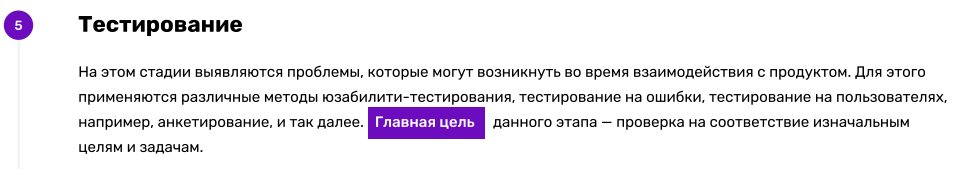 5
Тестирование
На этом стадии выявляются проблемы, которые могут возникнуть во время взаимодействия с продуктом. Для этого
применяются различные методы юзабилити-тестирования, тестирование на ошибки, тестирование на пользователях,
например, анкетирование, и так далее. Главная цель данного этапа — проверка на соответствие изначальным
целям и задачам.